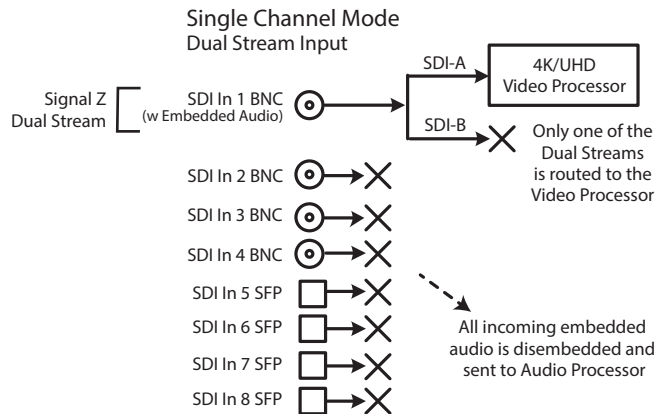 Single Channel Mode
Dual Stream Input
Signal Z
Dual Stream
SDI In 1 BNC
(w Embedded Audio)
SDI-A
4K/UHD
Video Processor
SDI-B
Only one of the
Dual Streams
is routed to the
Video Processor
SDI In 2 BNC
SDI In 3 BNC
SDI In 4 BNC
SDI In 5 SFP
SDI In 6 SFP
SDI In 7 SFP
SDI In 8 SFP
All incoming embedded
audio is disembedded and
sent to Audio Processor